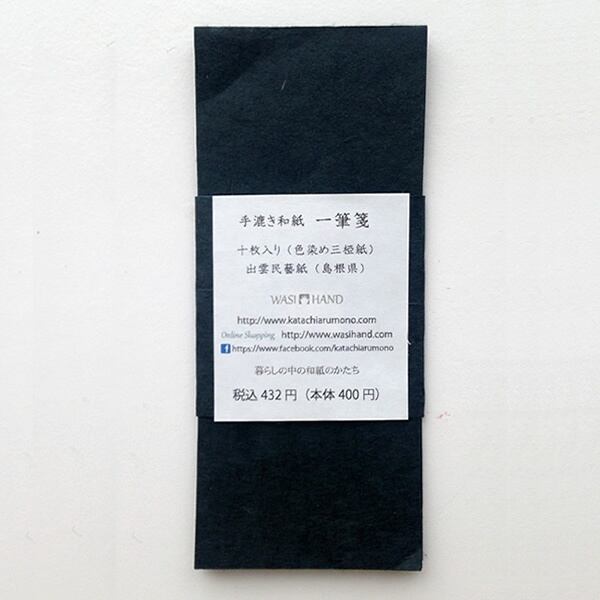 手漉き和紙 一筆箋
十枚入り（色染め三椏紙）
出雲民藝紙（島根県）
WASI HAND
http://www.katachiarumono.com
Online Shopping http://www.wasihand.com
f https://www.facebook.com/katachiarumono
暮らしの中の和紙のかたち
税込 432 円（本体 400 円）